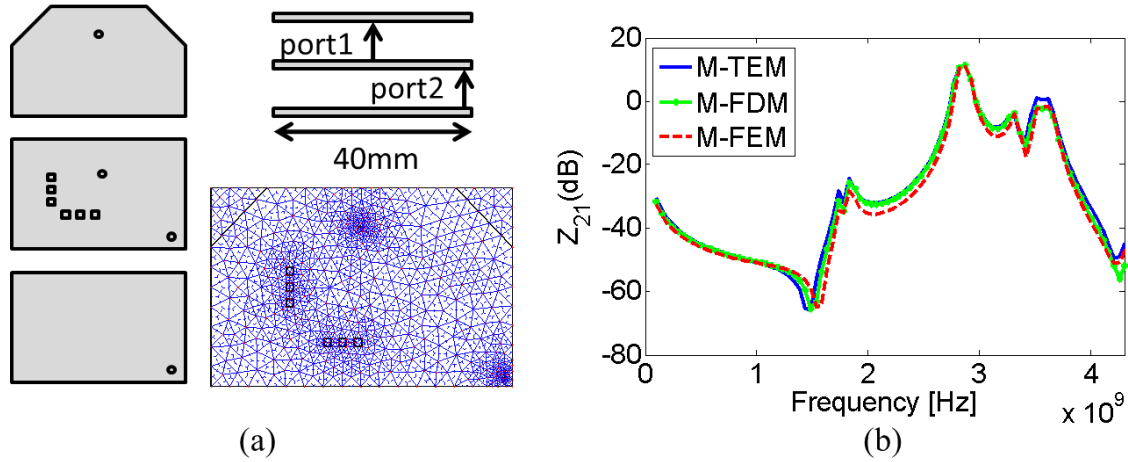 port1
port2
40mm
(a)
20
0
-20
-40
-60
-80
Z21(dB)
M-TEM
M-FDM
M-FEM
0 1 2 3 4
Frequency [Hz]
x 10^9
(b)